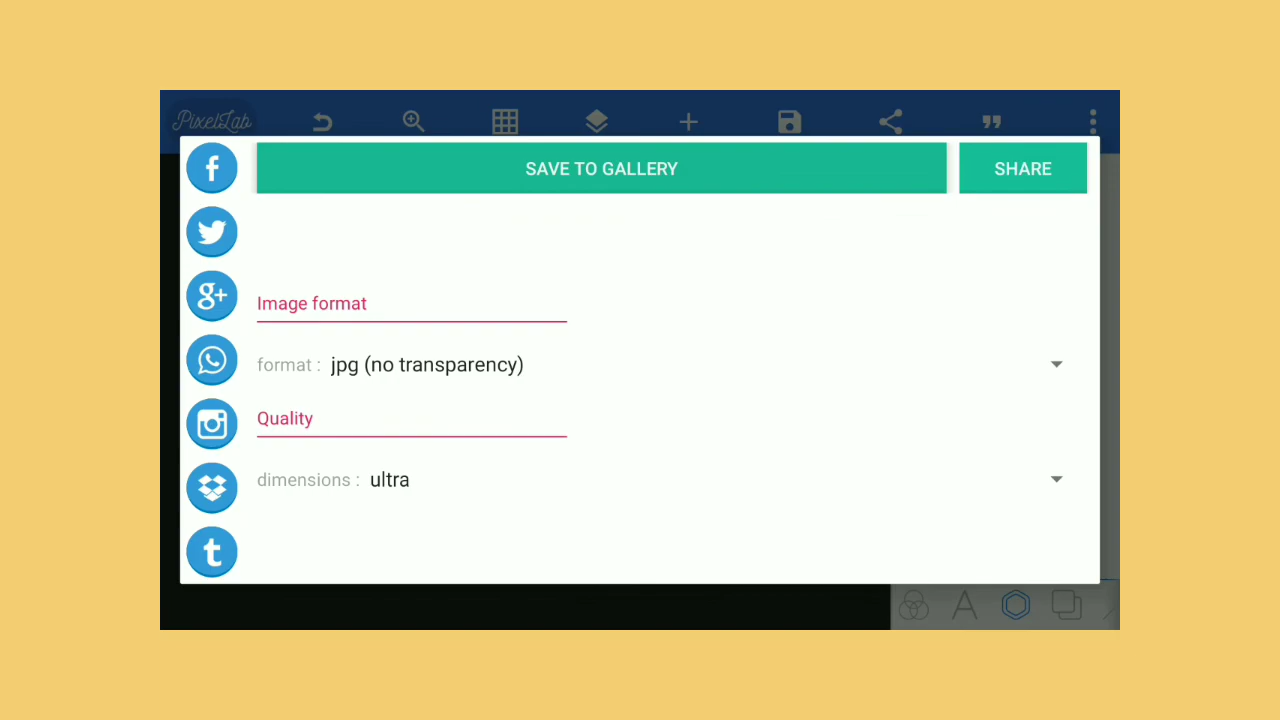 PixelLab
SAVE TO GALLERY
SHARE
Image format
format : jpg (no transparency)
Quality
dimensions : ultra